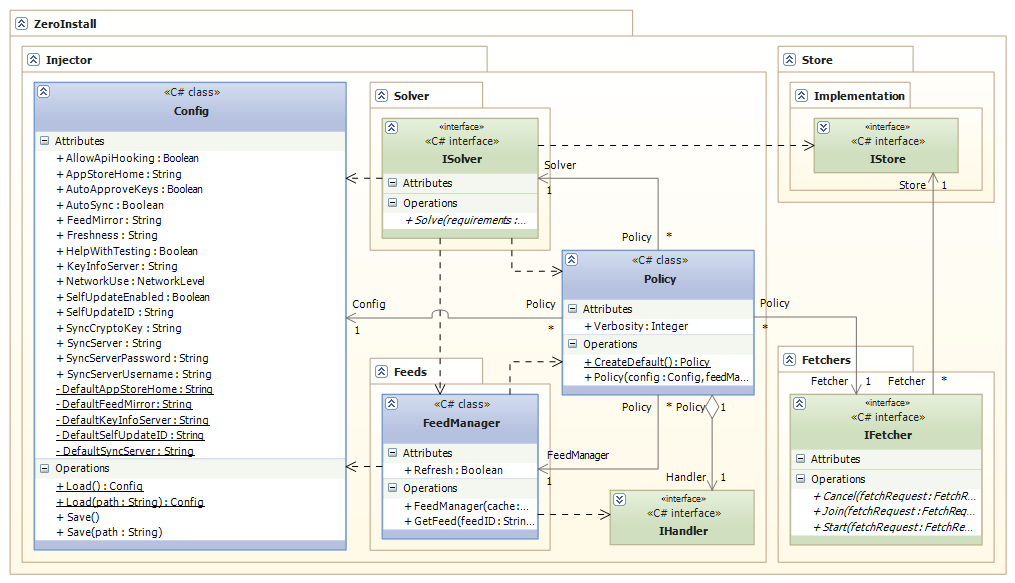 ZeroInstall
Injector
«C# class»
Config
Attributes
+ AllowApiHooking : Boolean
+ AppStoreHome : String
+ AutoApproveKeys : Boolean
+ AutoSync : Boolean
+ FeedMirror : String
+ Freshness : String
+ HelpWithTesting : Boolean
+ KeyInfoServer : String
+ NetworkUse : NetworkLevel
+ SelfUpdateEnabled : Boolean
+ SelfUpdateID : String
+ SyncCryptoKey : String
+ SyncServer : String
+ SyncServerPassword : String
+ SyncServerUsername : String
- DefaultAppStoreHome : String
- DefaultFeedMirror : String
- DefaultKeyInfoServer : String
- DefaultSelfUpdateID : String
- DefaultSyncServer : String
Operations
+ Load() : Config
+ Load(path : String) : Config
+ Save()
+ Save(path : String)
Solver
«interface»
«C# interface»
ISolver
Attributes
Operations
+ Solve(requirements :...
Solver
1
Policy
*
«C# class»
Policy
Attributes
+ Verbosity : Integer
Operations
+ CreateDefault() : Policy
+ Policy(config : Config, feedMa...
Config
1
Policy
*
Policy
*
Policy
*
Policy
1
Feeds
«C# class»
FeedManager
Attributes
+ Refresh : Boolean
Operations
+ FeedManager(cache:...
+ GetFeed(feedID : Strin...
FeedManager
1
Handler
1
«interface»
«C# interface»
IHandler
Store
Implementation
«interface»
«C# interface»
IStore
Store
1
Fetchers
Fetcher
1
Fetcher
*
«interface»
«C# interface»
IFetcher
Attributes
Operations
+ Cancel(fetchRequest : FetchR...
+ Join(fetchRequest : FetchReq...
+ Start(fetchRequest : FetchRe...